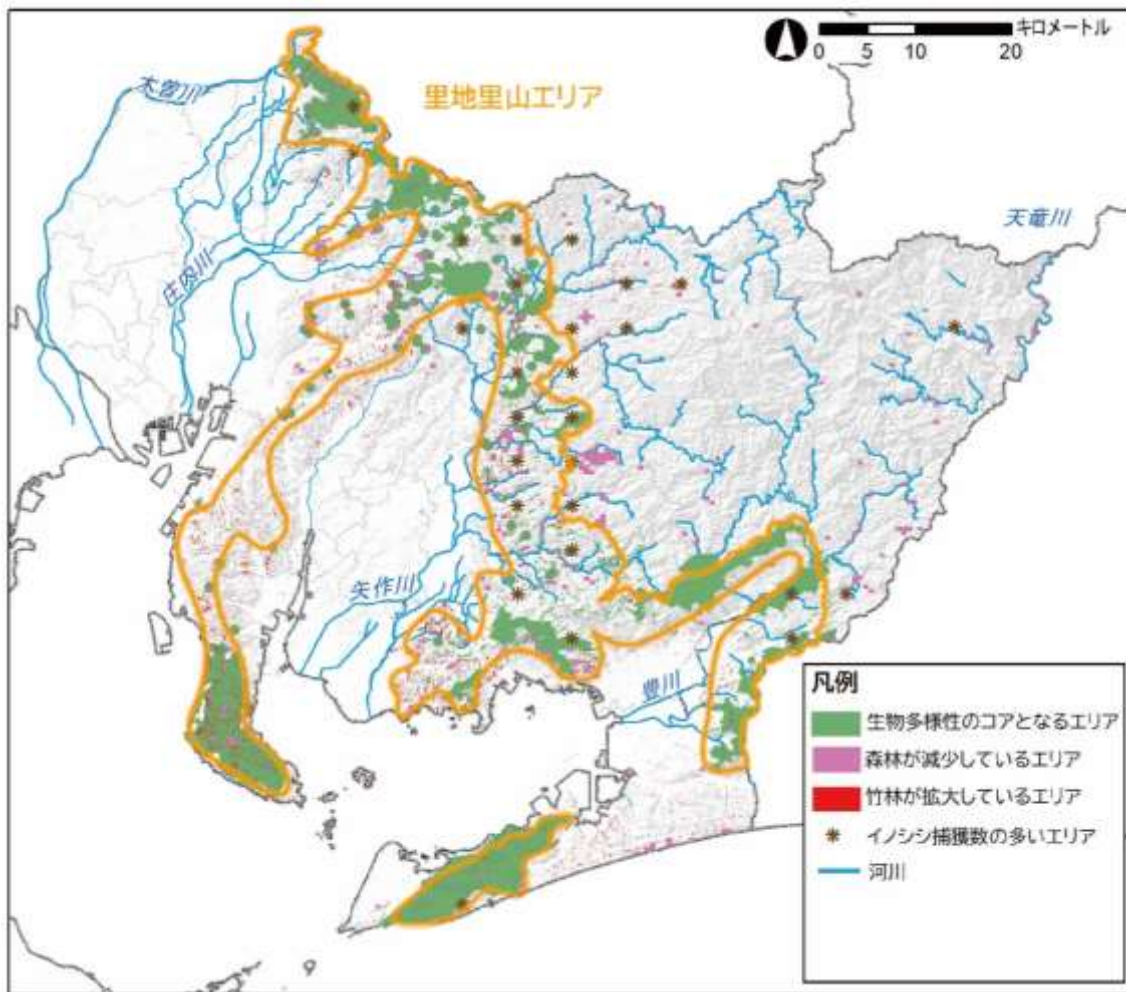 キロメートル
0 5 10 20
木曽川
里地里山エリア
天竜川
庄内川
矢作川
豊川
凡例
生物多様性のコアとなるエリア
森林が減少しているエリア
竹林が拡大しているエリア
イノシシ捕獲数の多いエリア
河川